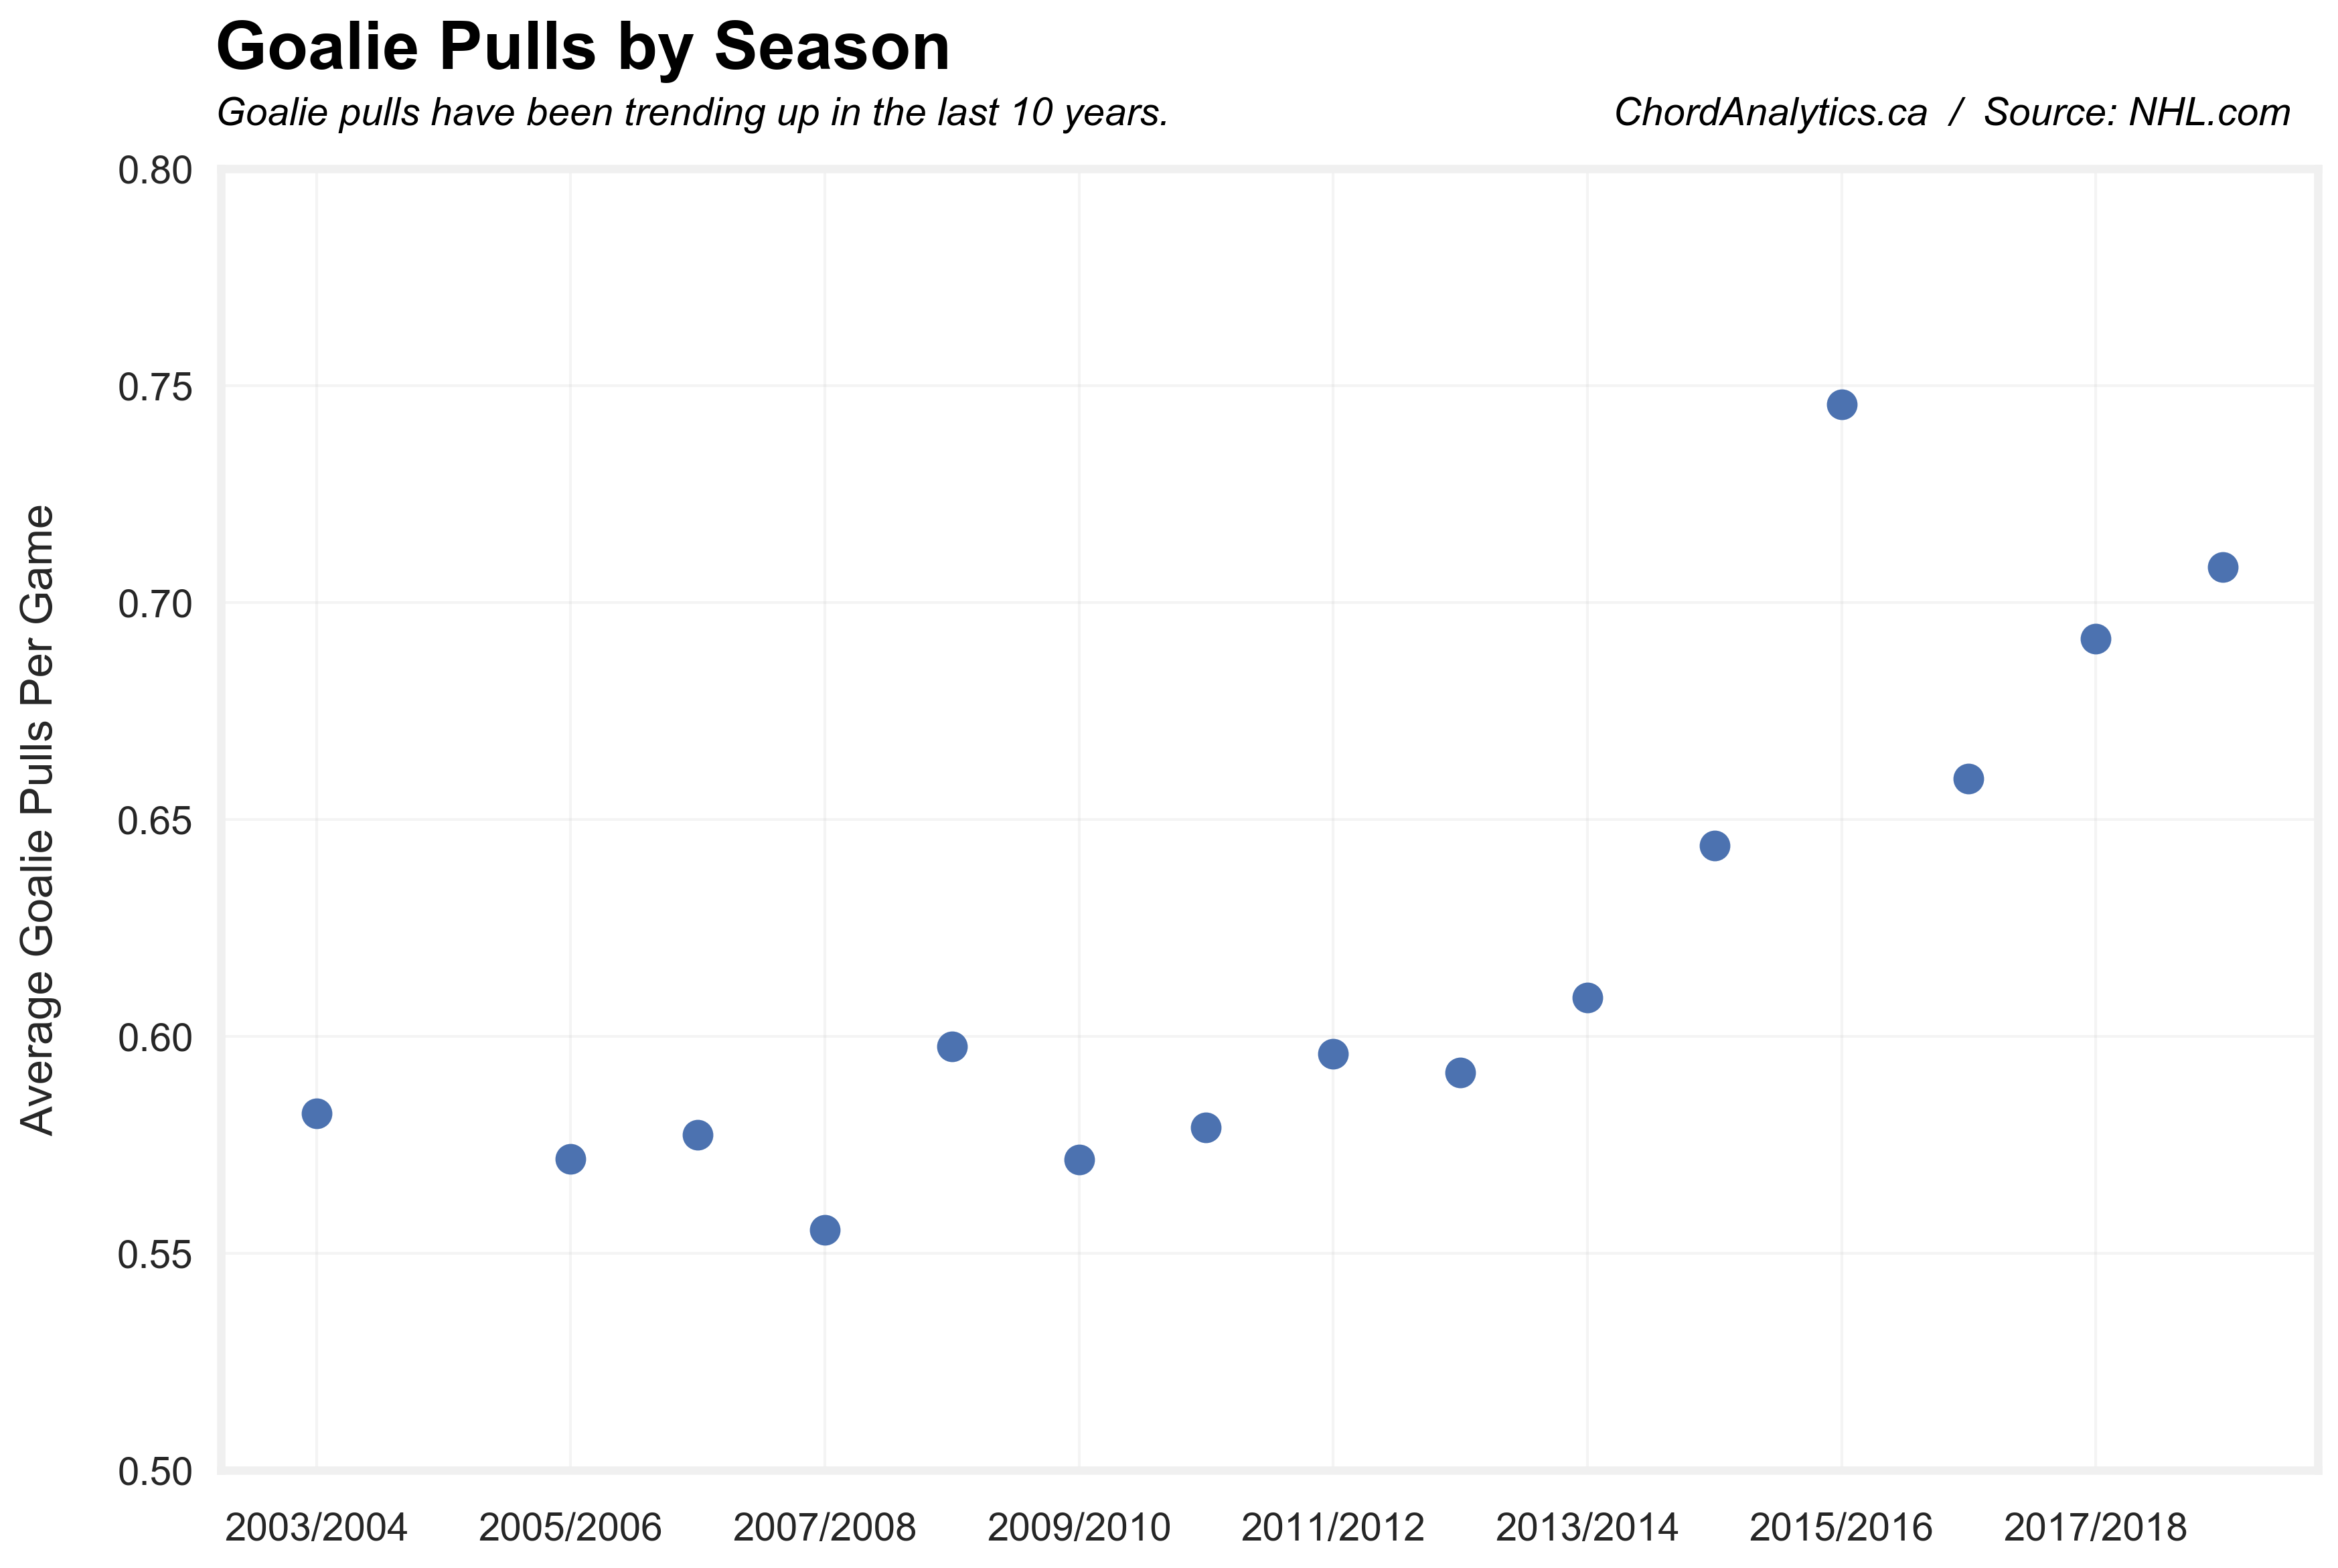 Goalie Pulls by Season
Goalie pulls have been trending up in the last 10 years.
ChordAnalytics.ca / Source: NHL.com
Average Goalie Pulls Per Game
0.80
0.75
0.70
0.65
0.60
0.55
0.50
2003/2004 2005/2006 2007/2008 2009/2010 2011/2012 2013/2014 2015/2016 2017/2018